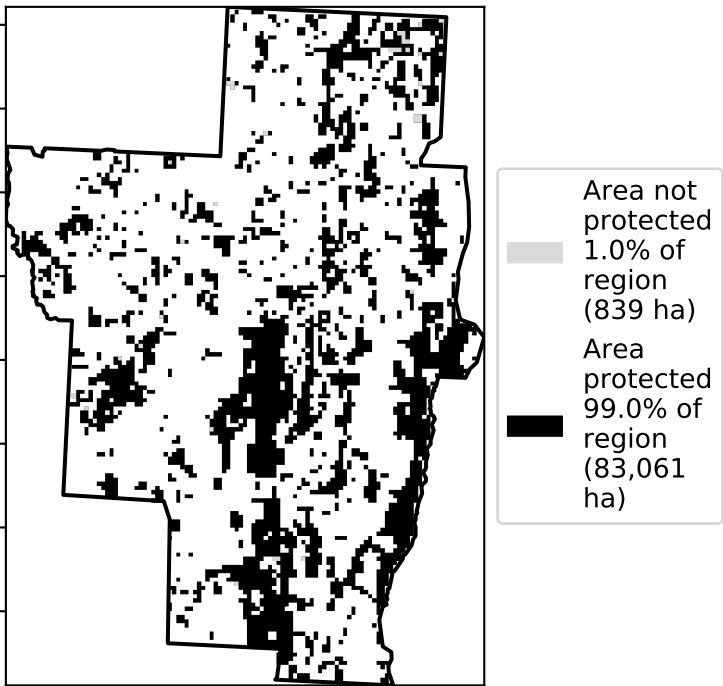 Area not
protected
1.0% of
region
(839 ha)
Area
protected
99.0% of
region
(83,061
ha)